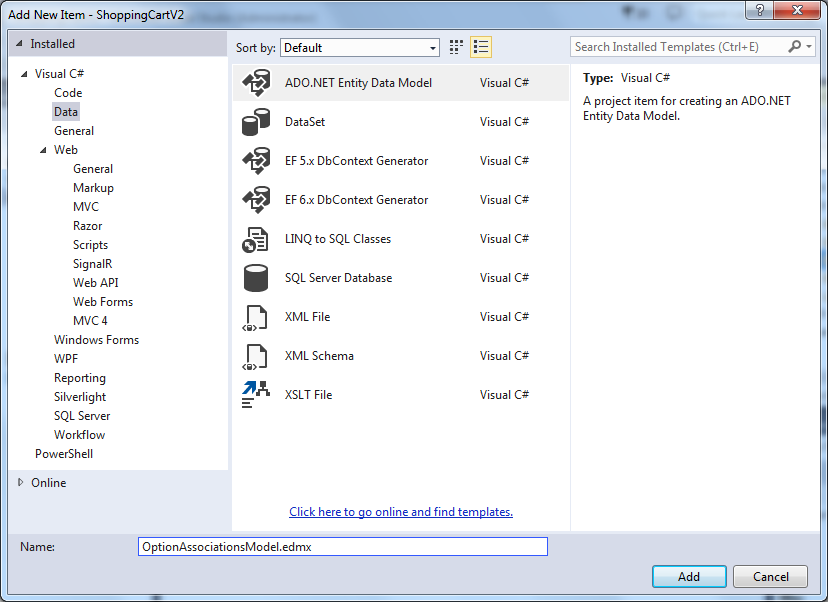 Add New Item - ShoppingCartV2
?
Installed
Sort by: Default
Search Installed Templates (Ctrl+E)
Visual C#
Code
Data
General
Web
General
Markup
MVC
Razor
Scripts
SignalR
Web API
Web Forms
MVC 4
Windows Forms
WPF
Reporting
Silverlight
SQL Server
Workflow
PowerShell
Online
ADO.NET Entity Data Model Visual C#
DataSet Visual C#
EF 5.x DbContext Generator Visual C#
EF 6.x DbContext Generator Visual C#
LINQ to SQL Classes Visual C#
SQL Server Database Visual C#
XML File Visual C#
XML Schema Visual C#
XSLT File Visual C#
Click here to go online and find templates.
Type: Visual C#
A project item for creating an ADO.NET
Entity Data Model.
Name: OptionAssociationsModel.edmx
Add Cancel